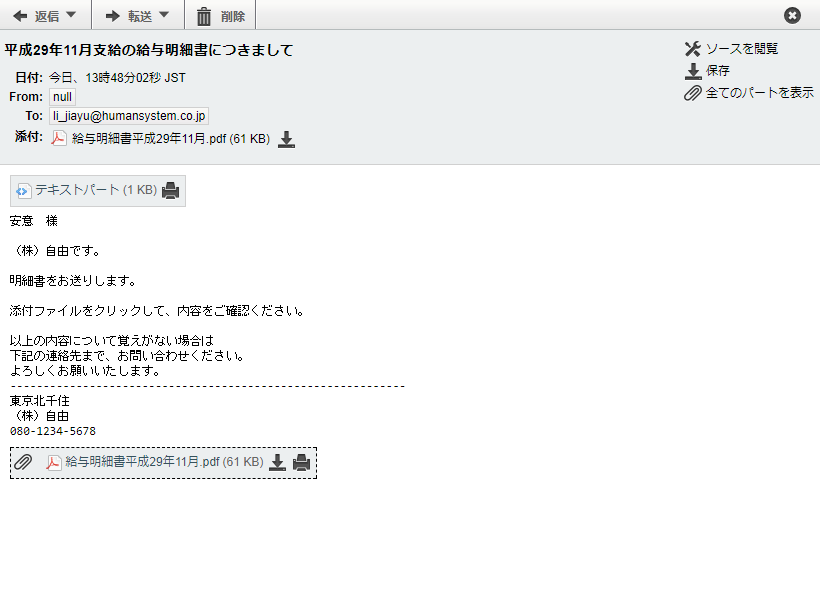 返信 転送 削除
平成29年11月支給の給与明細書につきまして
ソースを閲覧
保存
全てのパートを表示
日付: 今日、13時48分02秒 JST
From: null
To: li_jiayu@humansystem.co.jp
添付: 給与明細書平成29年11月.pdf (61 KB)
テキストパート (1 KB)
安意　様
（株）自由です。
明細書をお送りします。
添付ファイルをクリックして、内容をご確認ください。
以上の内容について覚えがない場合は
下記の連絡先まで、お問い合わせください。
よろしくお願いいたします。
------------------------------------------------------------
東京北千住
（株）自由
080-1234-5678
給与明細書平成29年11月.pdf (61 KB)